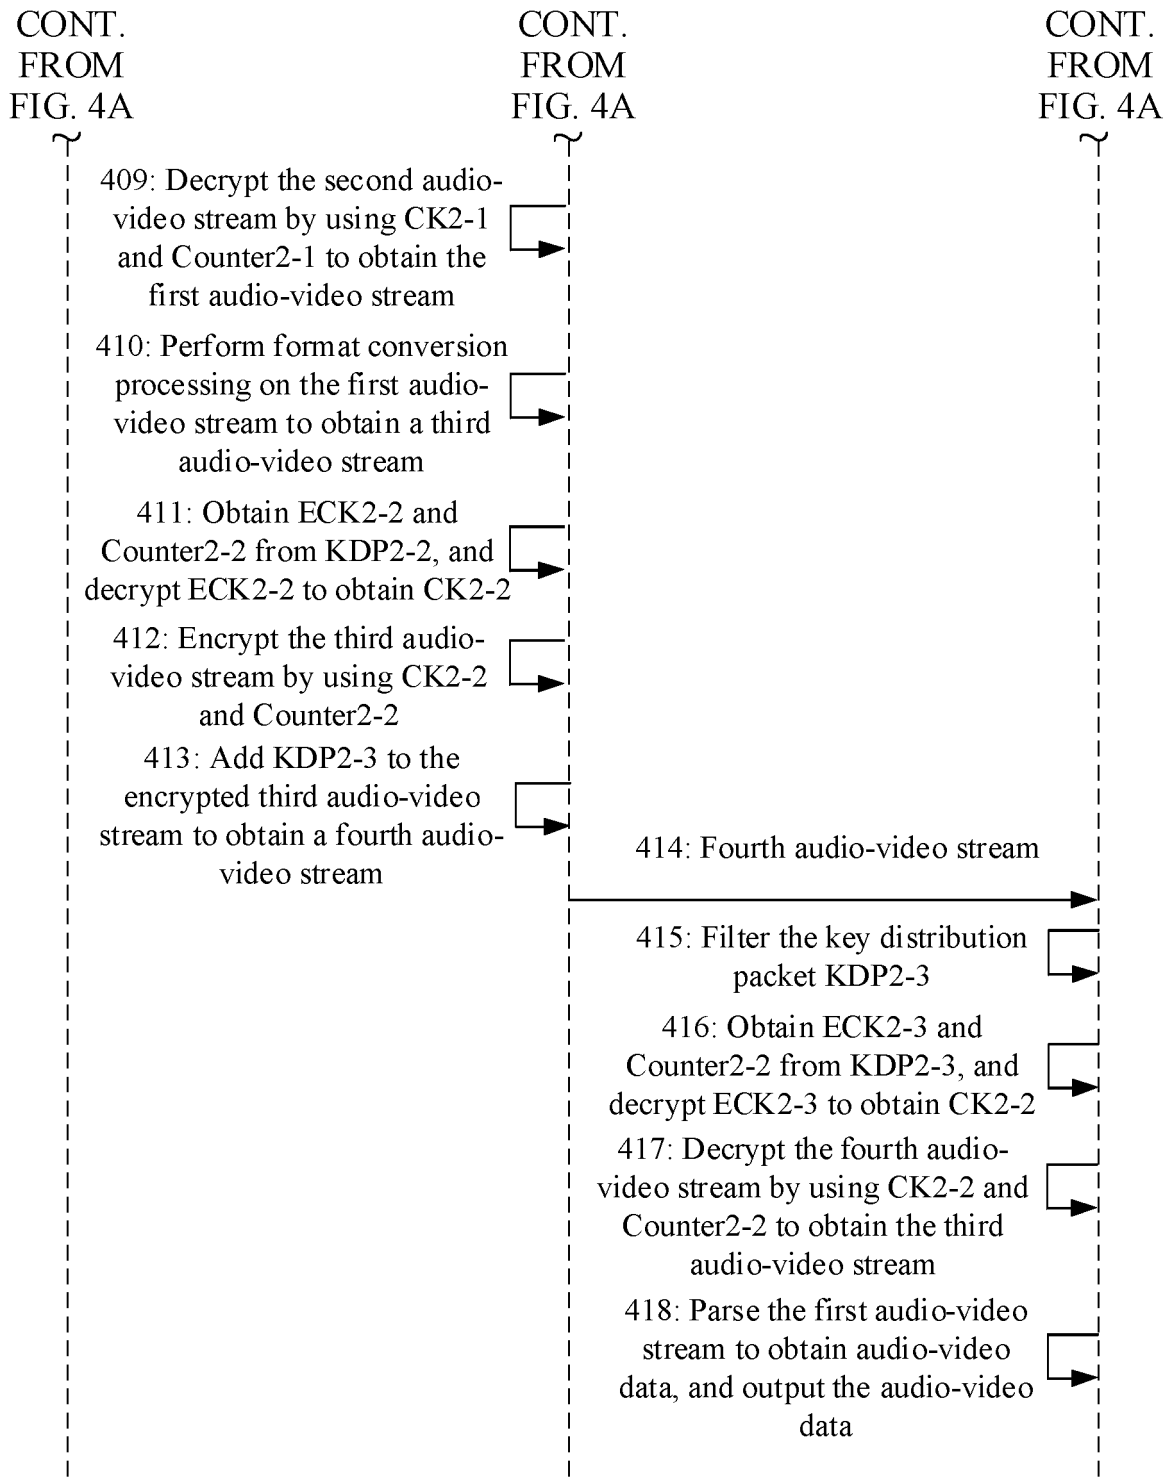 CONT.
FROM
FIG. 4A
CONT.
FROM
FIG. 4A
CONT.
FROM
FIG. 4A
409: Decrypt the second audio-
video stream by using CK2-1
and Counter2-1 to obtain the
first audio-video stream
410: Perform format conversion
processing on the first audio-
video stream to obtain a third
audio-video stream
411: Obtain ECK2-2 and
Counter2-2 from KDP2-2, and
decrypt ECK2-2 to obtain CK2-2
412: Encrypt the third audio-
video stream by using CK2-2
and Counter2-2
413: Add KDP2-3 to the
encrypted third audio-video
stream to obtain a fourth audio-
video stream
414: Fourth audio-video stream
415: Filter the key distribution
packet KDP2-3
416: Obtain ECK2-3 and
Counter2-2 from KDP2-3, and
decrypt ECK2-3 to obtain CK2-2
417: Decrypt the fourth audio-
video stream by using CK2-2 and
Counter2-2 to obtain the third
audio-video stream
418: Parse the first audio-video
stream to obtain audio-video
data, and output the audio-video
data